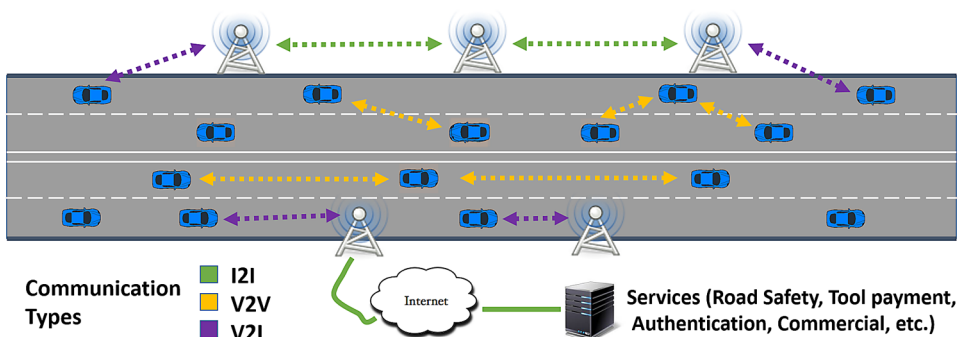 Communication
Types
I2I
V2V
V2I
Internet
Services (Road Safety, Tool payment,
Authentication, Commercial, etc.)